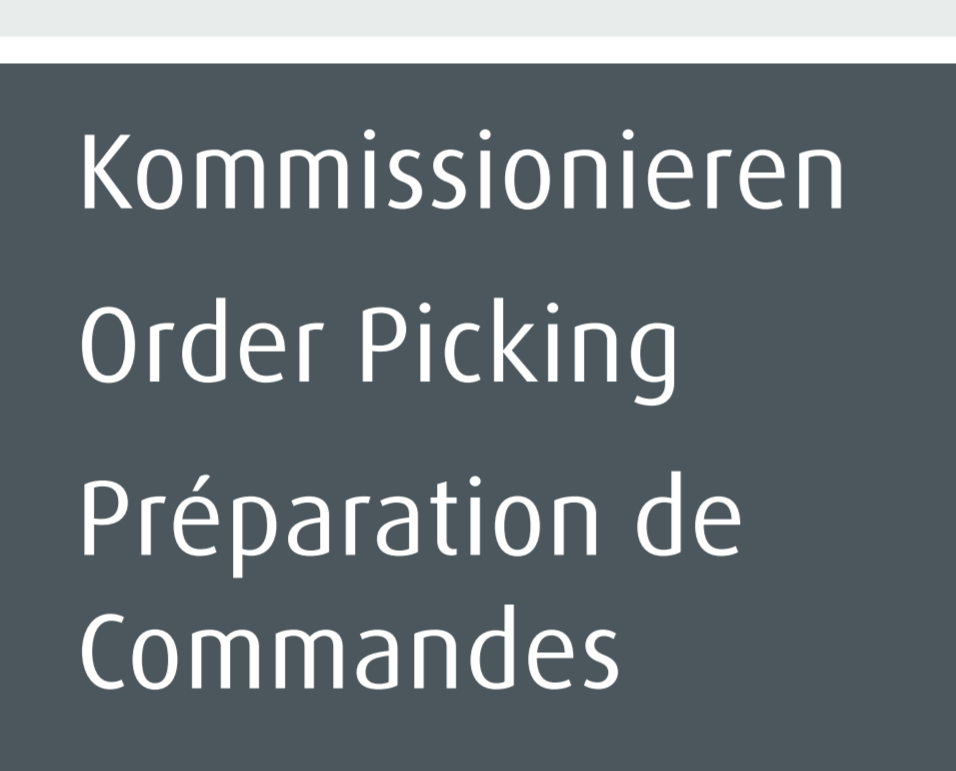 Kommissionieren
Order Picking
Préparation de
Commandes